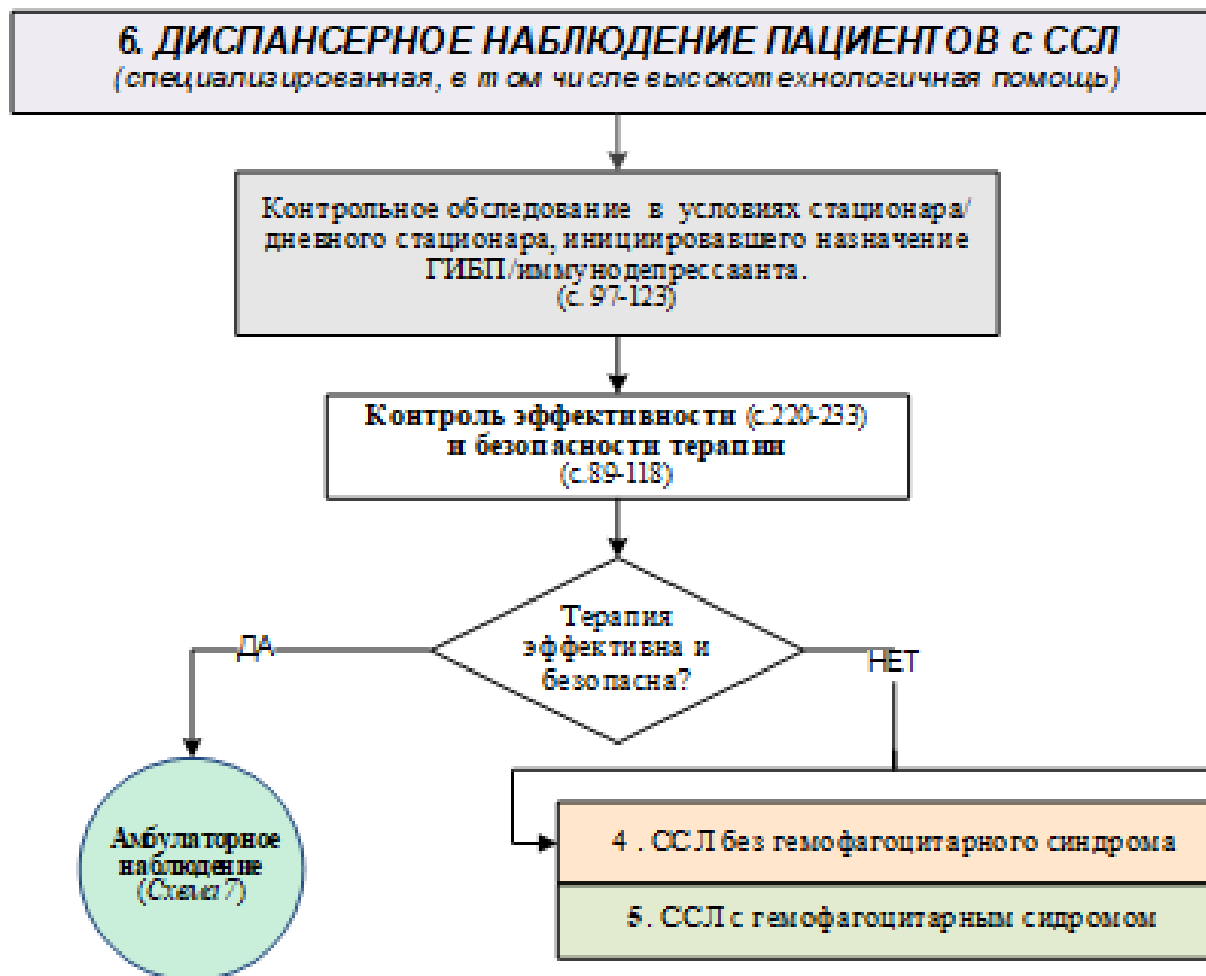 6. ДИСПАНСЕРНОЕ НАБЛЮДЕНИЕ ПАЦИЕНТОВ с ССЛ
(специализированная, в том числе высокотехнологичная помощь)
Контрольное обследование в условиях стационара/
дневного стационара, инициировавшего назначение
ГИБП/иммунодепрессаанта.
(с. 97-123)
Контроль эффективности (с.220-233)
и безопасности терапии
(с.89-118)
Терапия
эффективна и
безопасна?
ДА
НЕТ
Амбулаторное
наблюдение
(Схема 7)
4 . ССЛ без гемофагоцитарного синдрома
5 . ССЛ с гемофагоцитарным сидромом